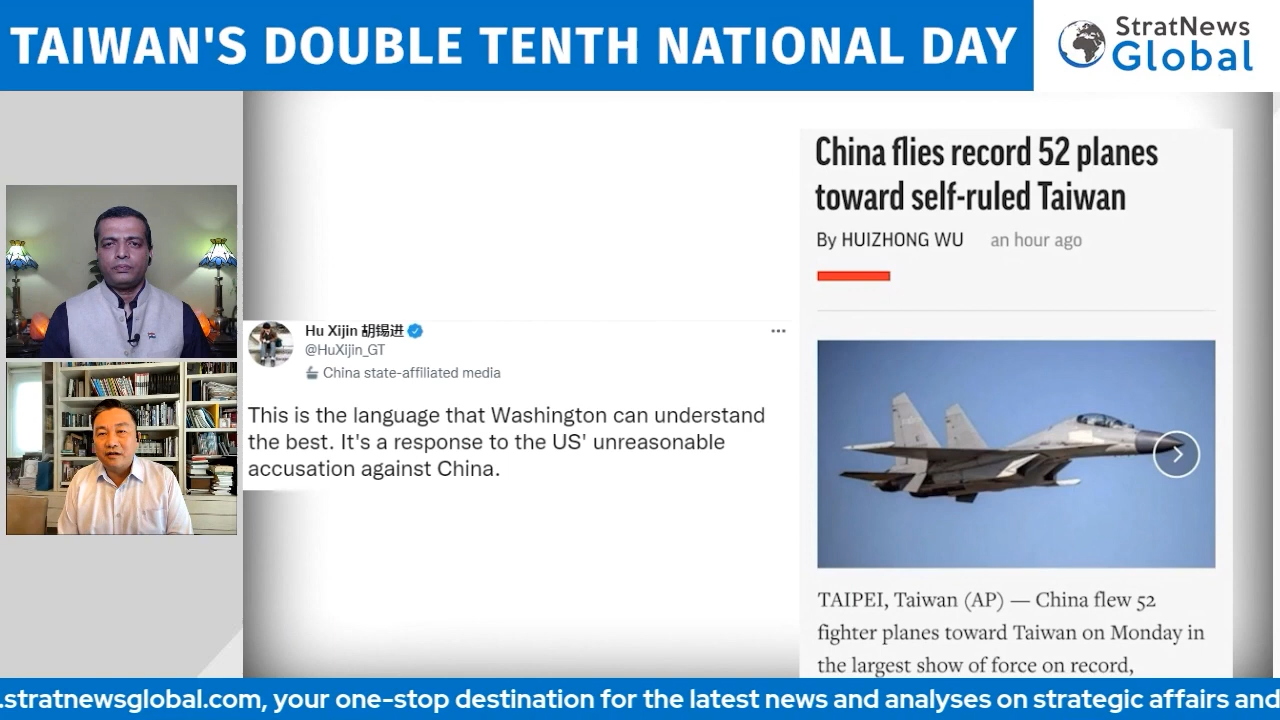 TAIWAN'S DOUBLE TENTH NATIONAL DAY
StratNews
Global
China flies record 52 planes
toward self-ruled Taiwan
By HUIZHONG WU an hour ago
Hu Xijin 胡锡进
@HuXijin_GT
China state-affiliated media
This is the language that Washington can understand
the best. It's a response to the US' unreasonable
accusation against China.
TAIPEI, Taiwan (AP) — China flew 52
fighter planes toward Taiwan on Monday in
the largest show of force on record,
.stratnewsglobal.com, your one-stop destination for the latest news and analyses on strategic affairs and